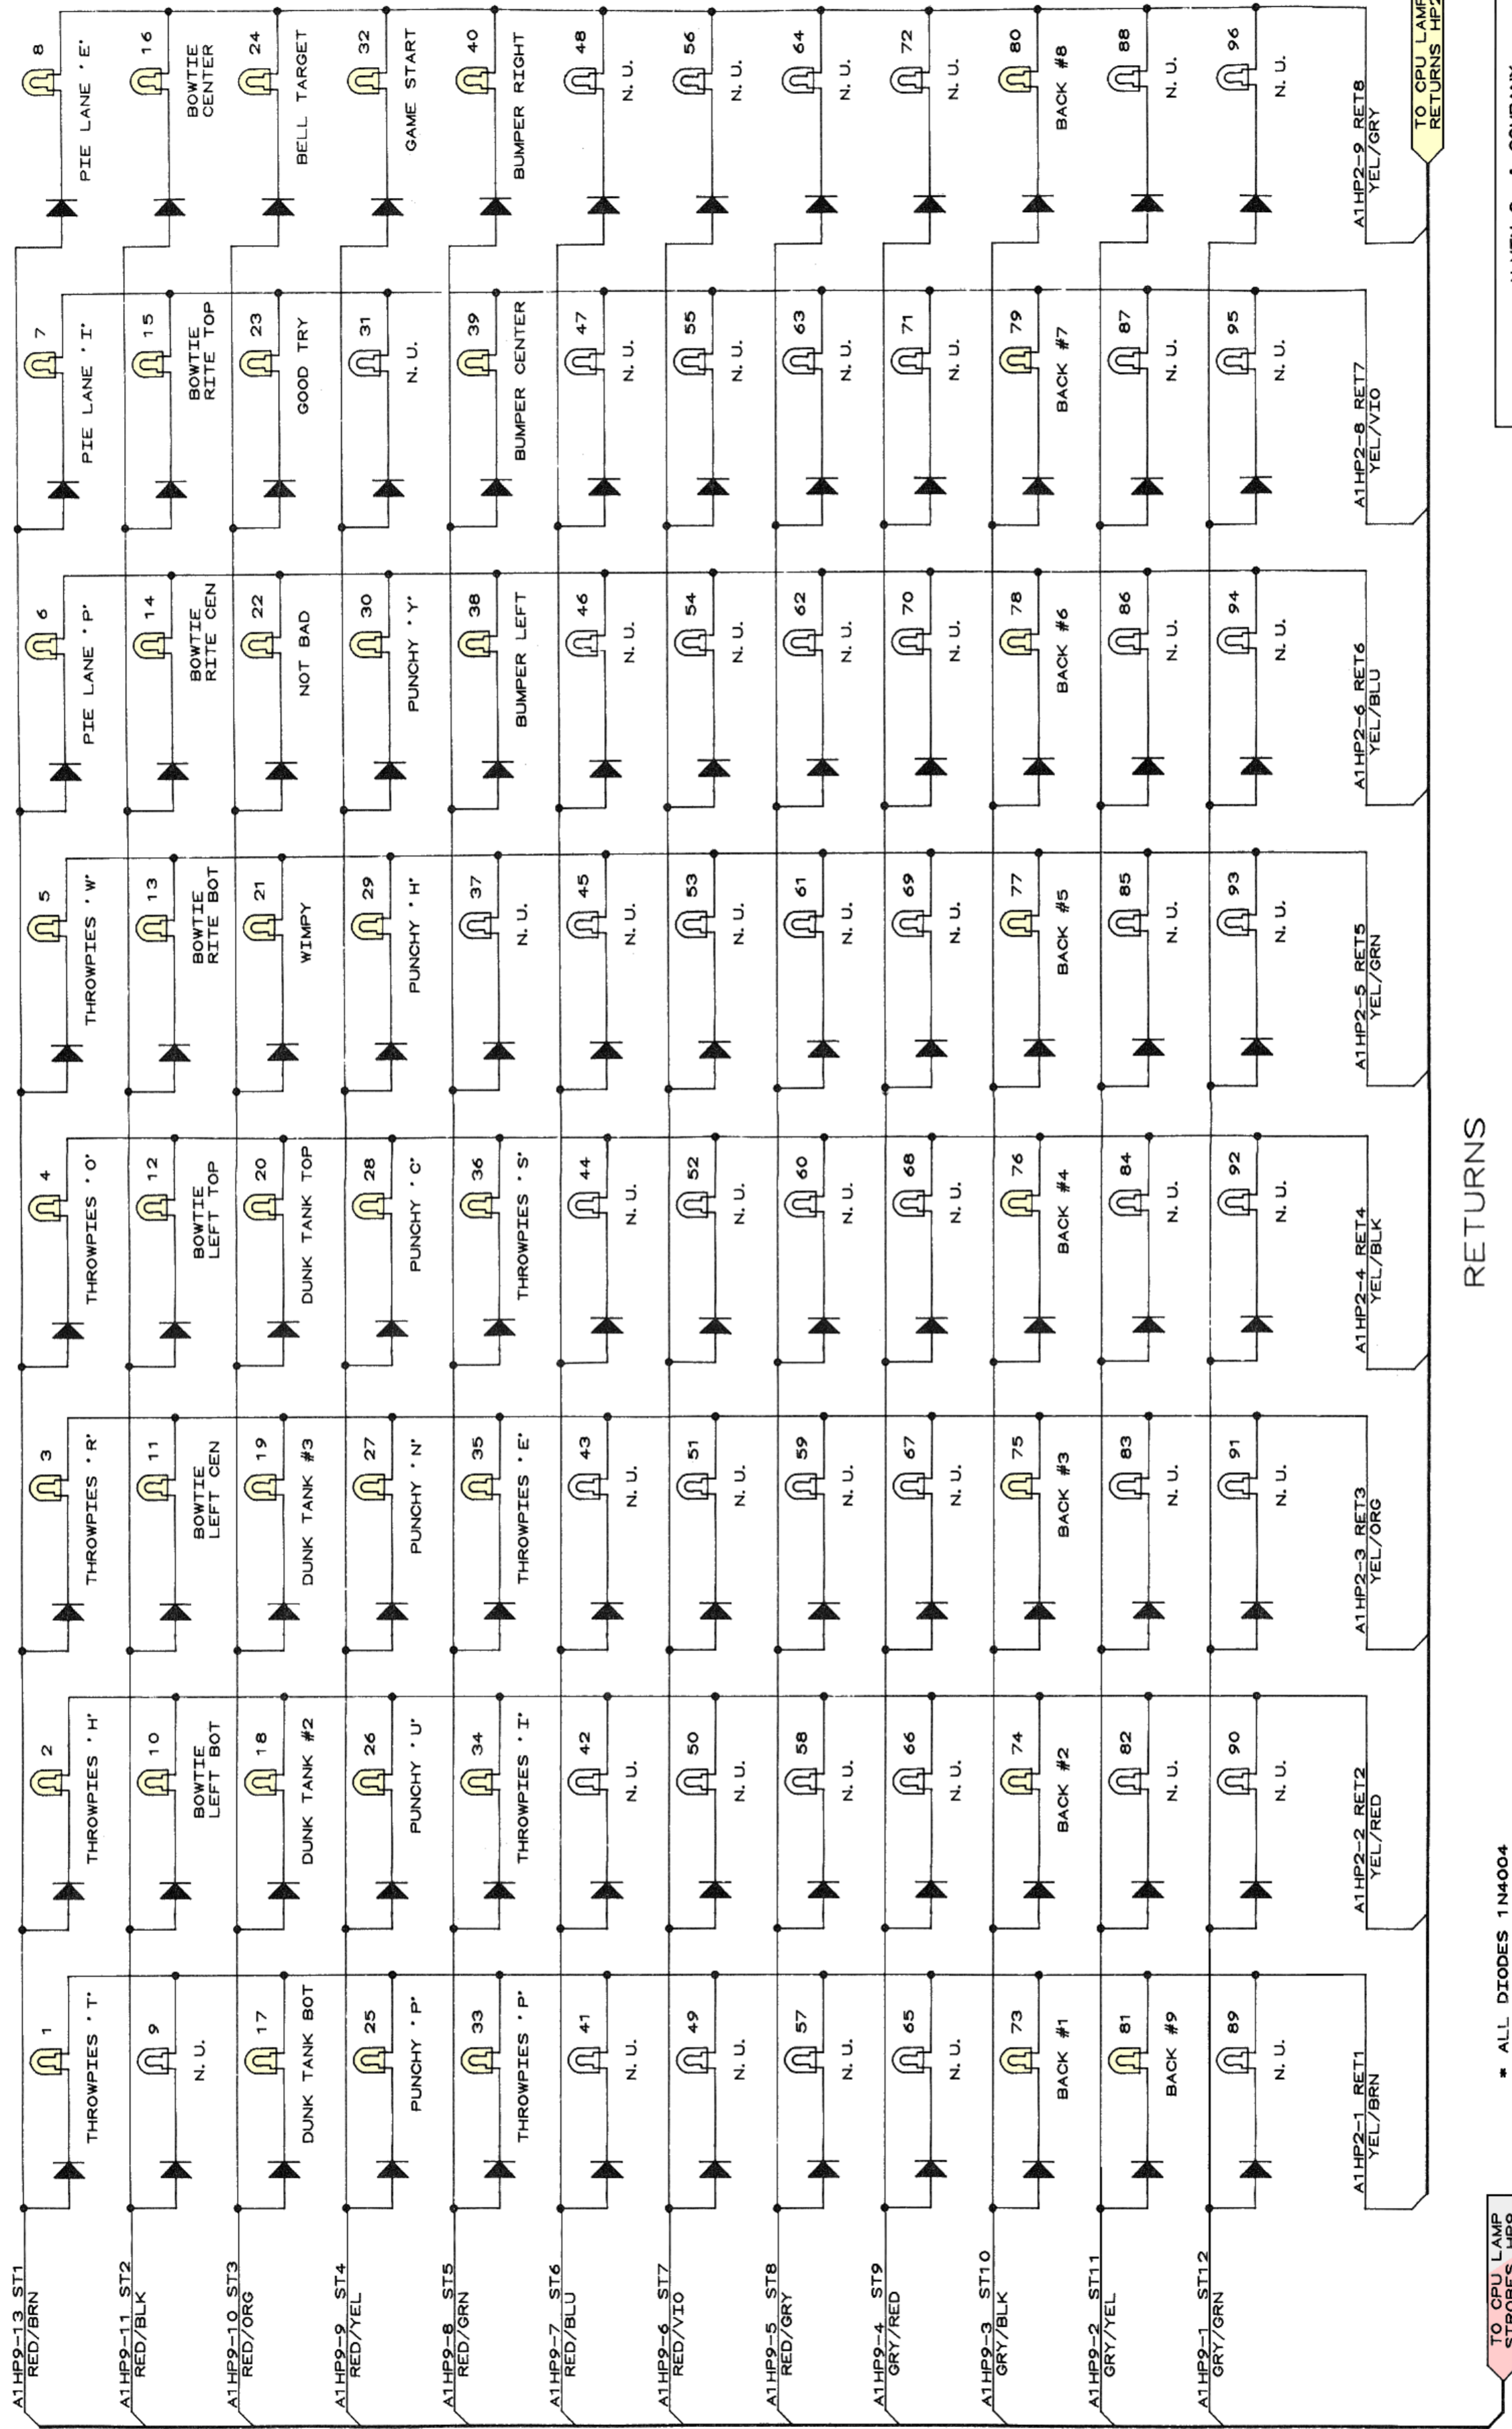 A1HP9-13 ST1
RED/BRN
1 2 3 4 5 6 7 8
THROWPIES 'T' THROWPIES 'H' THROWPIES 'R' THROWPIES 'O' THROWPIES 'W' PIE LANE 'P' PIE LANE 'I' PIE LANE 'E'
A1HP9-11 ST2
RED/BLK
9 10 11 12 13 14 15 16
N.U. BOWTIE BOWTIE BOWTIE BOWTIE BOWTIE BOWTIE BOWTIE
LEFT BOT LEFT CEN LEFT TOP RITE BOT RITE CEN RITE TOP CENTER
A1HP9-10 ST3
RED/ORG
17 18 19 20 21 22 23 24
DUNK TANK BOT DUNK TANK #2 DUNK TANK #3 DUNK TANK TOP WIMPY NOT BAD GOOD TRY BELL TARGET
A1HP9-9 ST4
RED/YEL
25 26 27 28 29 30 31 32
PUNCHY 'P' PUNCHY 'U' PUNCHY 'N' PUNCHY 'C' PUNCHY 'H' PUNCHY 'Y' N.U. GAME START
A1HP9-8 ST5
RED/GRN
33 34 35 36 37 38 39 40
THROWPIES 'P' THROWPIES 'I' THROWPIES 'E' THROWPIES 'S' N.U. BUMPER LEFT BUMPER CENTER BUMPER RIGHT
A1HP9-7 ST6
RED/BLU
41 42 43 44 45 46 47 48
N.U. N.U. N.U. N.U. N.U. N.U. N.U. N.U.
A1HP9-6 ST7
RED/VIO
49 50 51 52 53 54 55 56
N.U. N.U. N.U. N.U. N.U. N.U. N.U. N.U.
A1HP9-5 ST8
RED/GRY
57 58 59 60 61 62 63 64
N.U. N.U. N.U. N.U. N.U. N.U. N.U. N.U.
A1HP9-4 ST9
GRY/RED
65 66 67 68 69 70 71 72
N.U. N.U. N.U. N.U. N.U. N.U. N.U. N.U.
A1HP9-3 ST10
GRY/BLK
73 74 75 76 77 78 79 80
BACK #1 BACK #2 BACK #3 BACK #4 BACK #5 BACK #6 BACK #7 BACK #8
A1HP9-2 ST11
GRY/YEL
81 82 83 84 85 86 87 88
BACK #9 N.U. N.U. N.U. N.U. N.U. N.U. N.U.
A1HP9-1 ST12
GRY/GRN
89 90 91 92 93 94 95 96
N.U. N.U. N.U. N.U. N.U. N.U. N.U. N.U.
A1HP2-1 RET1 A1HP2-2 RET2 A1HP2-3 RET3 A1HP2-4 RET4 A1HP2-5 RET5 A1HP2-6 RET6 A1HP2-8 RET7 A1HP2-9 RET8
YEL/BRN YEL/RED YEL/ORG YEL/BLK YEL/GRN YEL/BLU YEL/VIO YEL/GRY
TO CPU LAMP
RETURNS HP2
RETURNS
TO CPU LAMP
STROBES HP9
* ALL DIODES 1N4004